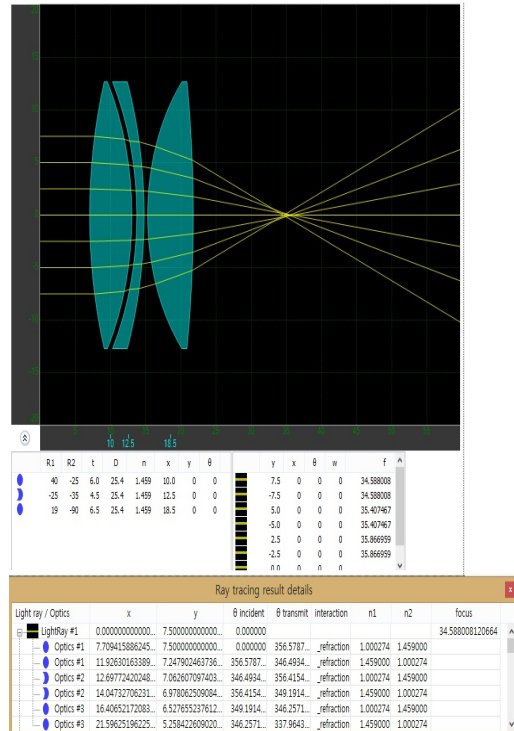 10 12.5 18.5
R1 R2 t D n x y θ
40 -25 6.0 25.4 1.459 10.0 0 0
-25 -35 4.5 25.4 1.459 12.5 0 0
19 -90 6.5 25.4 1.459 18.5 0 0
y x θ w f
7.5 0 0 0 34.588008
-7.5 0 0 0 34.588008
5.0 0 0 0 35.407467
-5.0 0 0 0 35.407467
2.5 0 0 0 35.866959
-2.5 0 0 0 35.866959
Ray tracing result details
Light ray / Optics x y θ incident θ transmit interaction n1 n2 focus
LightRay #1 0.000000000000... 7.500000000000... 0.000000 34.588008120664
Optics #1 7.709415886245... 7.500000000000... 0.000000 356.5787... _refraction 1.000274 1.459000
Optics #1 11.92630163389... 7.247902463736... 356.5787... 346.4934... _refraction 1.459000 1.000274
Optics #2 12.69772420248... 7.062607097403... 346.4934... 356.4154... _refraction 1.000274 1.459000
Optics #2 14.04732706231... 6.978062509084... 356.4154... 349.1914... _refraction 1.459000 1.000274
Optics #3 16.40652172083... 6.527655237612... 349.1914... 346.2571... _refraction 1.000274 1.459000
Optics #3 21.59625196225... 5.258422609020... 346.2571... 337.9643... _refraction 1.459000 1.000274